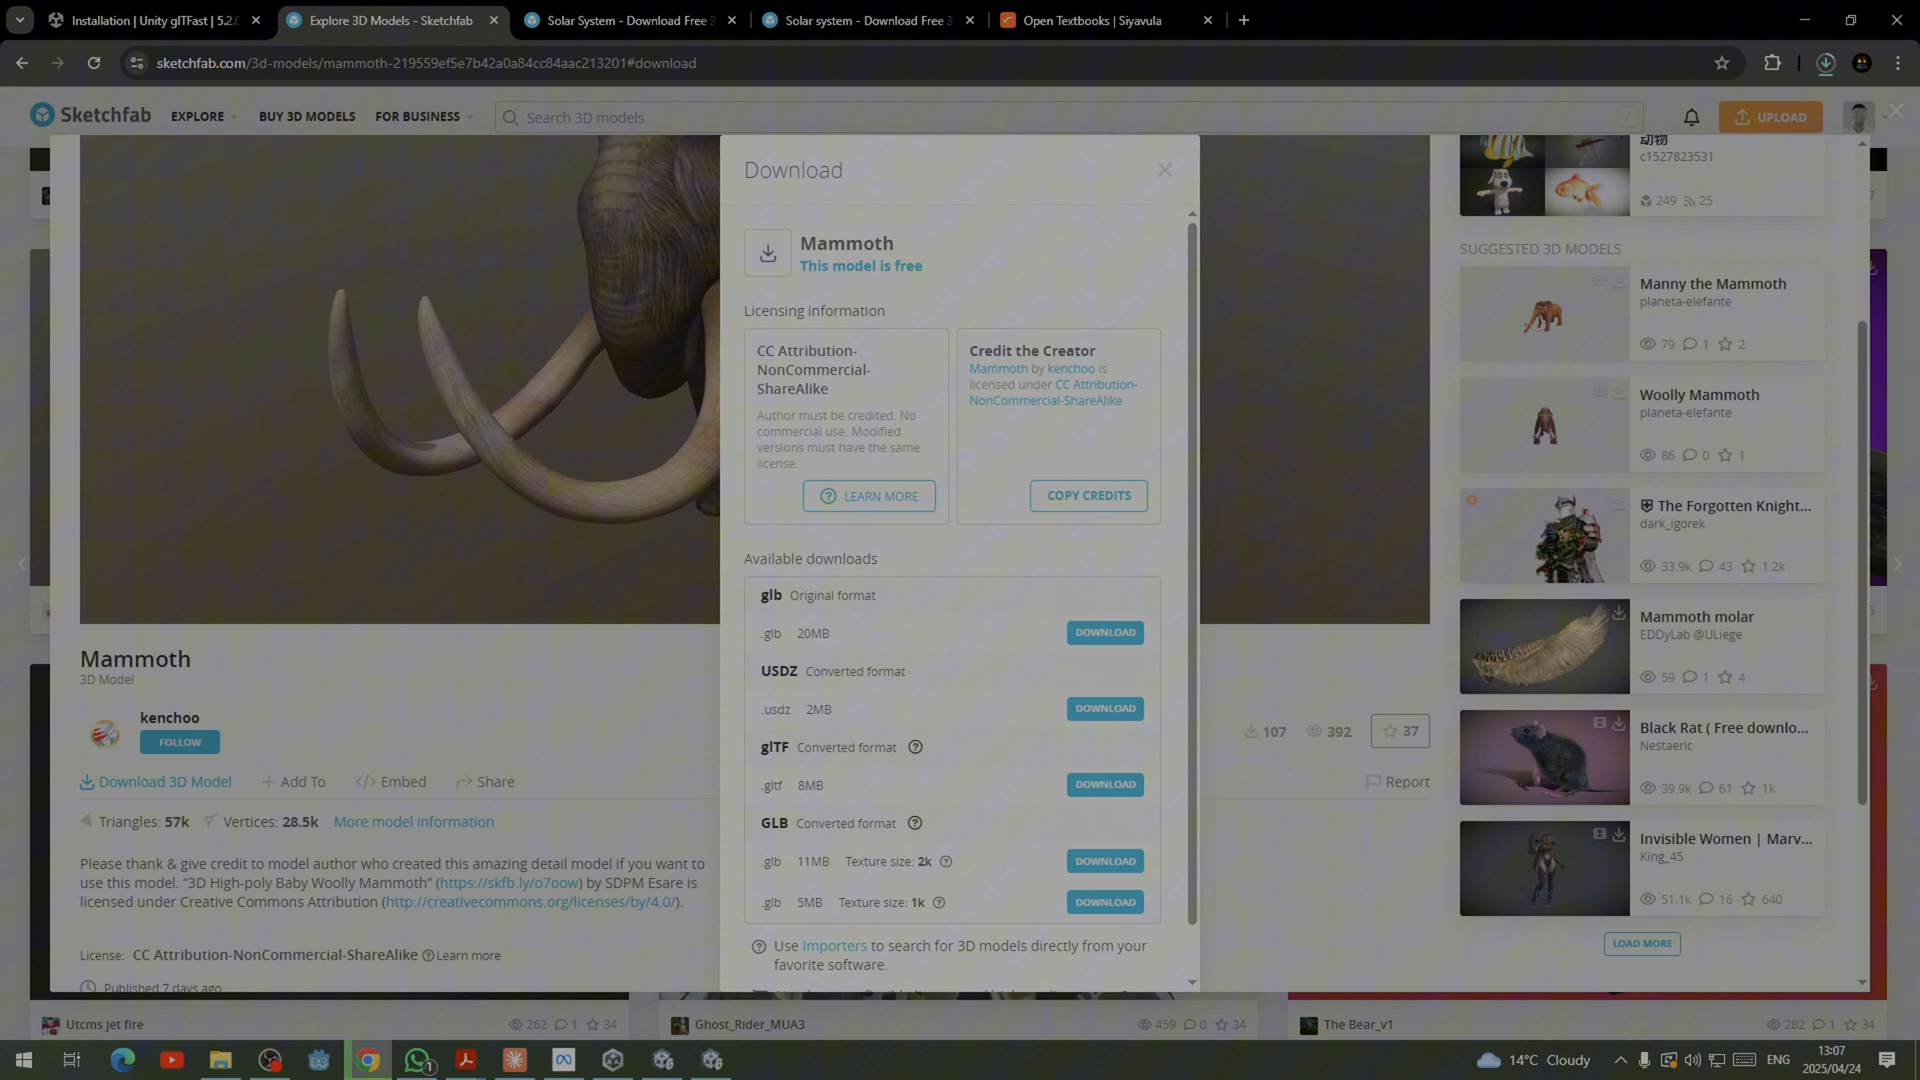 Installation | Unity glTFast | 5.2.0
Explore 3D Models - Sketchfab
Solar System - Download Free 3
Solar system - Download Free 3
Open Textbooks | Siyavula
sketchfab.com/3d-models/mammoth-219559ef5e7b42a0a84cc84aac213201#download
Sketchfab
EXPLORE
BUY 3D MODELS
FOR BUSINESS
Search 3D models
/
UPLOAD
Download
Mammoth
This model is free
Licensing information
CC Attribution-
NonCommercial-
ShareAlike
Author must be credited. No
commercial use. Modified
versions must have the same
license.
LEARN MORE
Credit the Creator
Mammoth by kenchoo is
licensed under CC Attribution-
NonCommercial-ShareAlike
COPY CREDITS
Available downloads
glb Original format
.glb 20MB DOWNLOAD
USDZ Converted format
.usdz 2MB DOWNLOAD
glTF Converted format
.gltf 8MB DOWNLOAD
GLB Converted format
.glb 11MB Texture size: 2k DOWNLOAD
.glb 5MB Texture size: 1k DOWNLOAD
Use Importers to search for 3D models directly from your
favorite software.
Mammoth
3D Model
kenchoo
FOLLOW
107 392 37
Download 3D Model Add To Embed Share Report
Triangles: 57k Vertices: 28.5k More model information
Please thank & give credit to model author who created this amazing detail model if you want to
use this model. “3D High-poly Baby Woolly Mammoth” (https://skfb.ly/o7oow) by SDPM Esare is
licensed under Creative Commons Attribution (http://creativecommons.org/licenses/by/4.0/).
License: CC Attribution-NonCommercial-ShareAlike Learn more
Published 7 days ago
动物
c1527823531
249 25
SUGGESTED 3D MODELS
Manny the Mammoth
planeta-elefante
79 1 2
Woolly Mammoth
planeta-elefante
86 0 1
The Forgotten Knight...
dark_igorek
33.9k 43 1.2k
Mammoth molar
EDDyLab @ULiege
59 1 4
Black Rat ( Free downlo...
Nestaeric
39.9k 61 1k
Invisible Women | Marv...
King_45
51.1k 16 640
LOAD MORE
Utcms jet fire
262 1 34
Ghost_Rider_MUA3
459 0 34
The Bear_v1
282 1 34
1
14°C Cloudy
ENG
13:07
2025/04/24